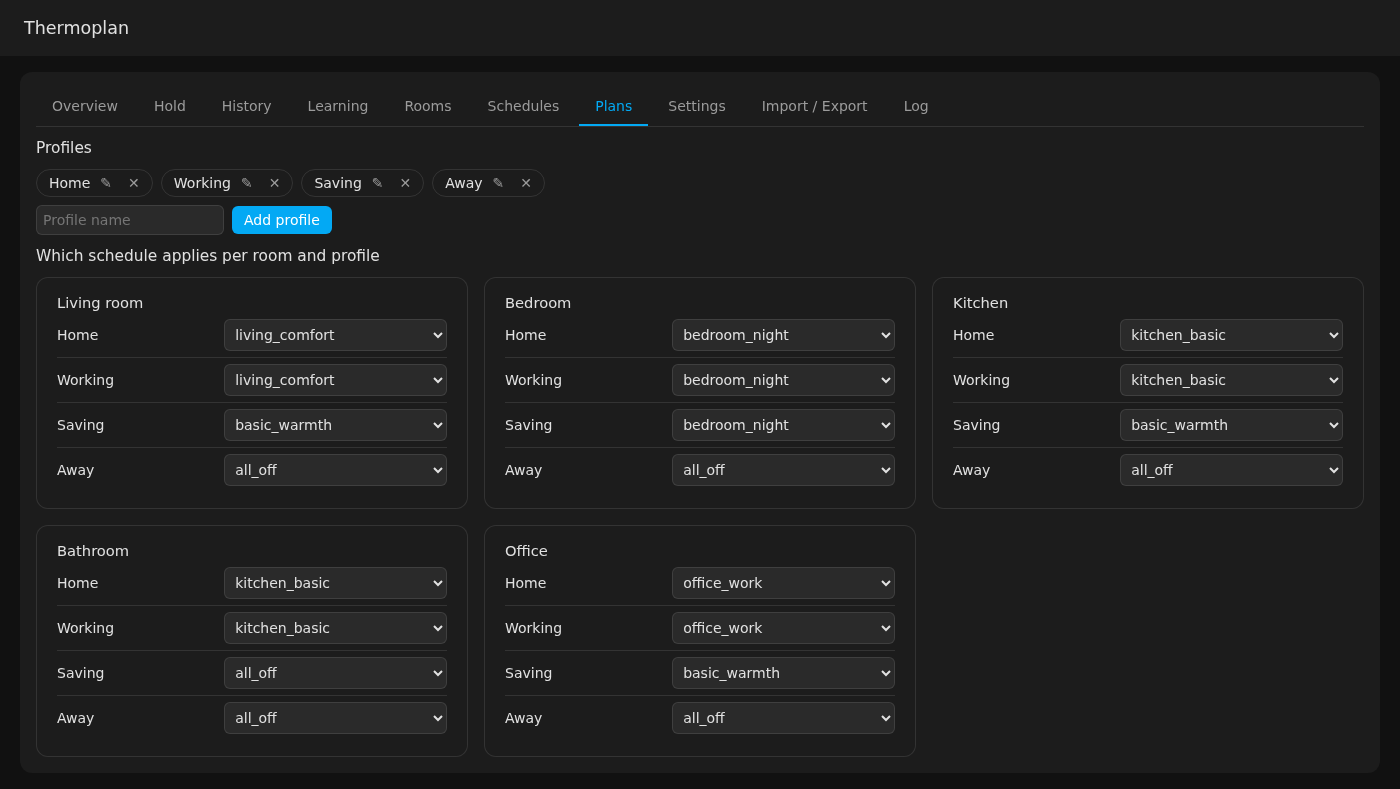 Thermoplan
Overview Hold History Learning Rooms Schedules Plans Settings Import / Export Log
Profiles
Home ✎ ✕ Working ✎ ✕ Saving ✎ ✕ Away ✎ ✕
Profile name Add profile
Which schedule applies per room and profile
Living room
Home living_comfort
Working living_comfort
Saving basic_warmth
Away all_off
Bedroom
Home bedroom_night
Working bedroom_night
Saving bedroom_night
Away all_off
Kitchen
Home kitchen_basic
Working kitchen_basic
Saving basic_warmth
Away all_off
Bathroom
Home kitchen_basic
Working kitchen_basic
Saving all_off
Away all_off
Office
Home office_work
Working office_work
Saving basic_warmth
Away all_off